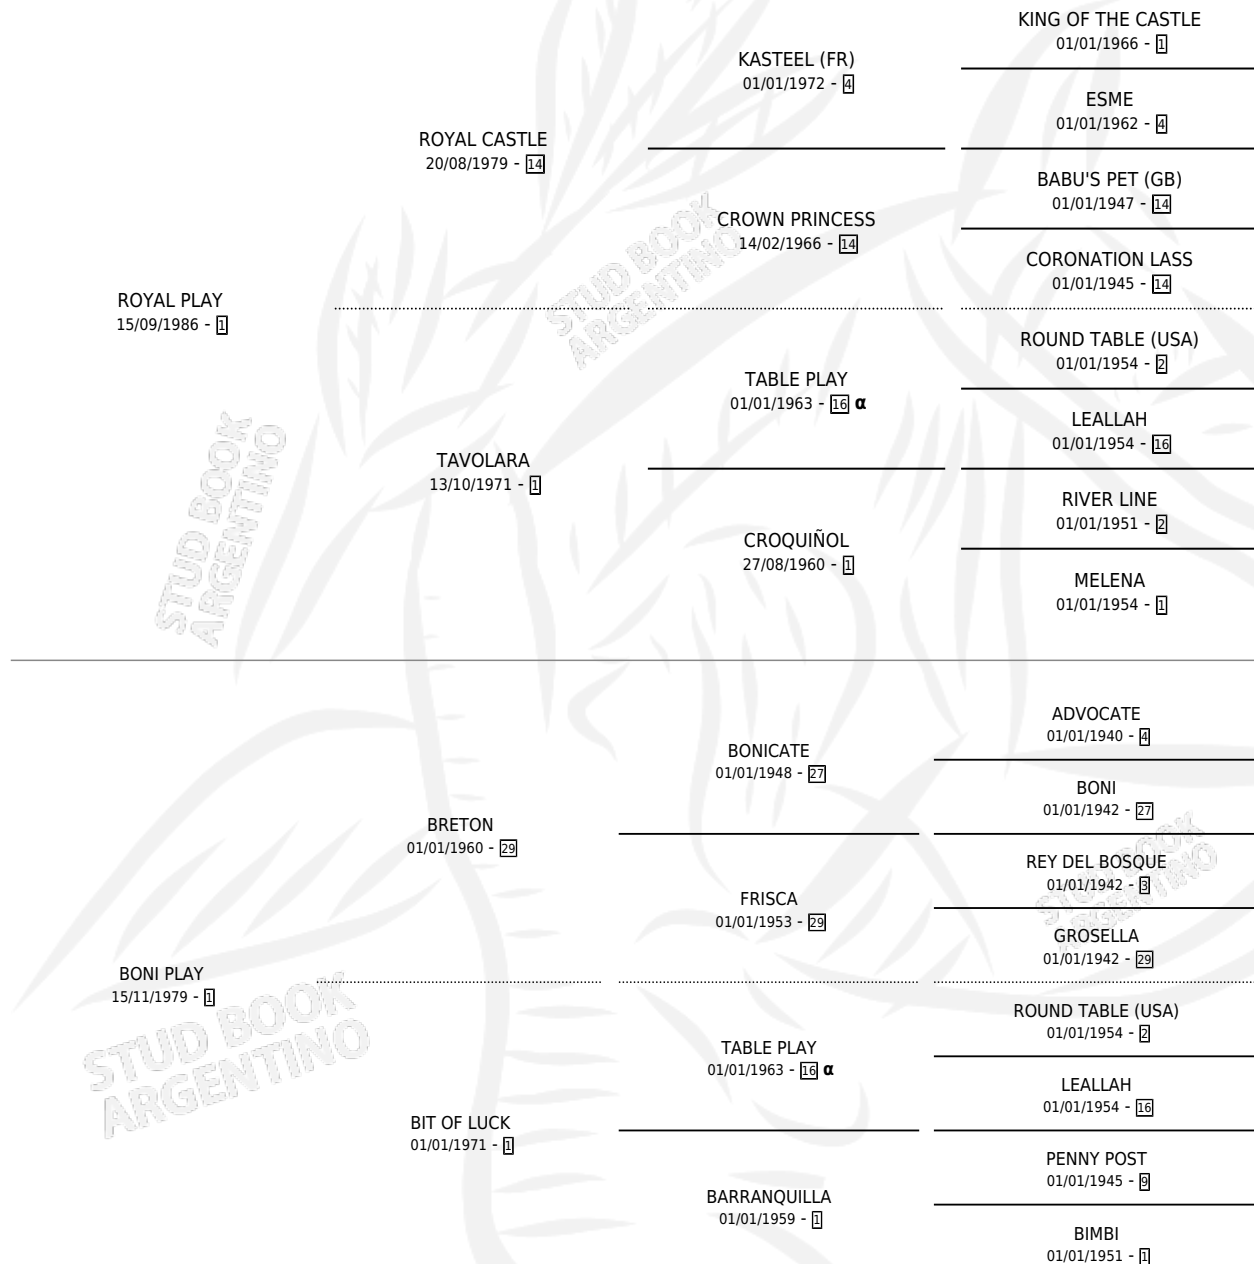 KING OF THE CASTLE
01/01/1966 - 1
KASTEEL (FR)
01/01/1972 - 4
ESME
01/01/1962 - 4
ROYAL CASTLE
20/08/1979 - 14
BABU'S PET (GB)
01/01/1947 - 14
CROWN PRINCESS
14/02/1966 - 14
CORONATION LASS
01/01/1945 - 14
STUD BOOK
ARGENTINO
ROYAL PLAY
15/09/1986 - 1
ROUND TABLE (USA)
01/01/1954 - 2
TABLE PLAY
01/01/1963 - 16 α
LEALLAH
01/01/1954 - 16
TAVOLARA
13/10/1971 - 1
RIVER LINE
01/01/1951 - 2
CROQUIÑOL
27/08/1960 - 1
MELENA
01/01/1954 - 1
STUD BOOK
ARGENTINO
ADVOCATE
01/01/1940 - 4
BONICATE
01/01/1948 - 27
BONI
01/01/1942 - 27
BRETON
01/01/1960 - 29
REY DEL BOSQUE
01/01/1942 - 3
FRISCA
01/01/1953 - 29
GROSELLA
01/01/1942 - 29
STUD BOOK
ARGENTINO
BONI PLAY
15/11/1979 - 1
ROUND TABLE (USA)
01/01/1954 - 2
TABLE PLAY
01/01/1963 - 16 α
LEALLAH
01/01/1954 - 16
STUD BOOK
ARGENTINO
BIT OF LUCK
01/01/1971 - 1
PENNY POST
01/01/1945 - 9
BARRANQUILLA
01/01/1959 - 1
BIMBI
01/01/1951 - 1